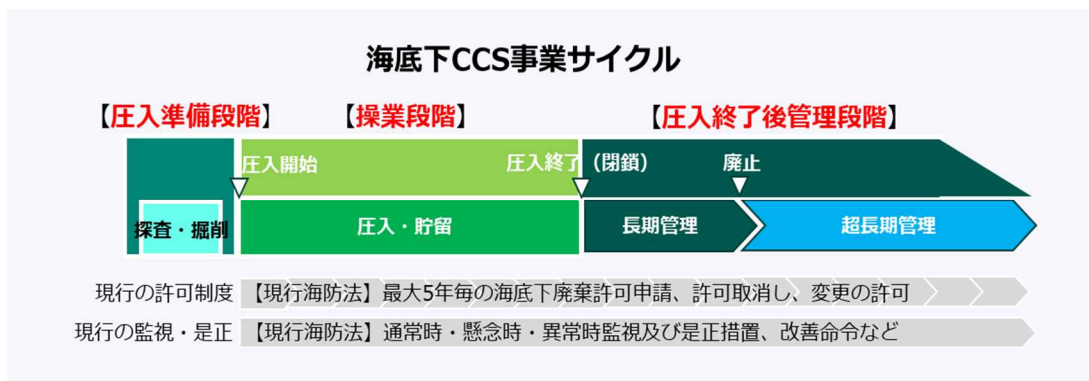 海底下CCS事業サイクル
【圧入準備段階】 【操業段階】 【圧入終了後管理段階】
圧入開始 圧入終了（閉鎖） 廃止
探査・掘削 圧入・貯留 長期管理 超長期管理
現行の許可制度 【現行海防法】最大5年毎の海底下廃棄許可申請、許可取消し、変更の許可
現行の監視・是正 【現行海防法】通常時・懸念時・異常時監視及び是正措置、改善命令など